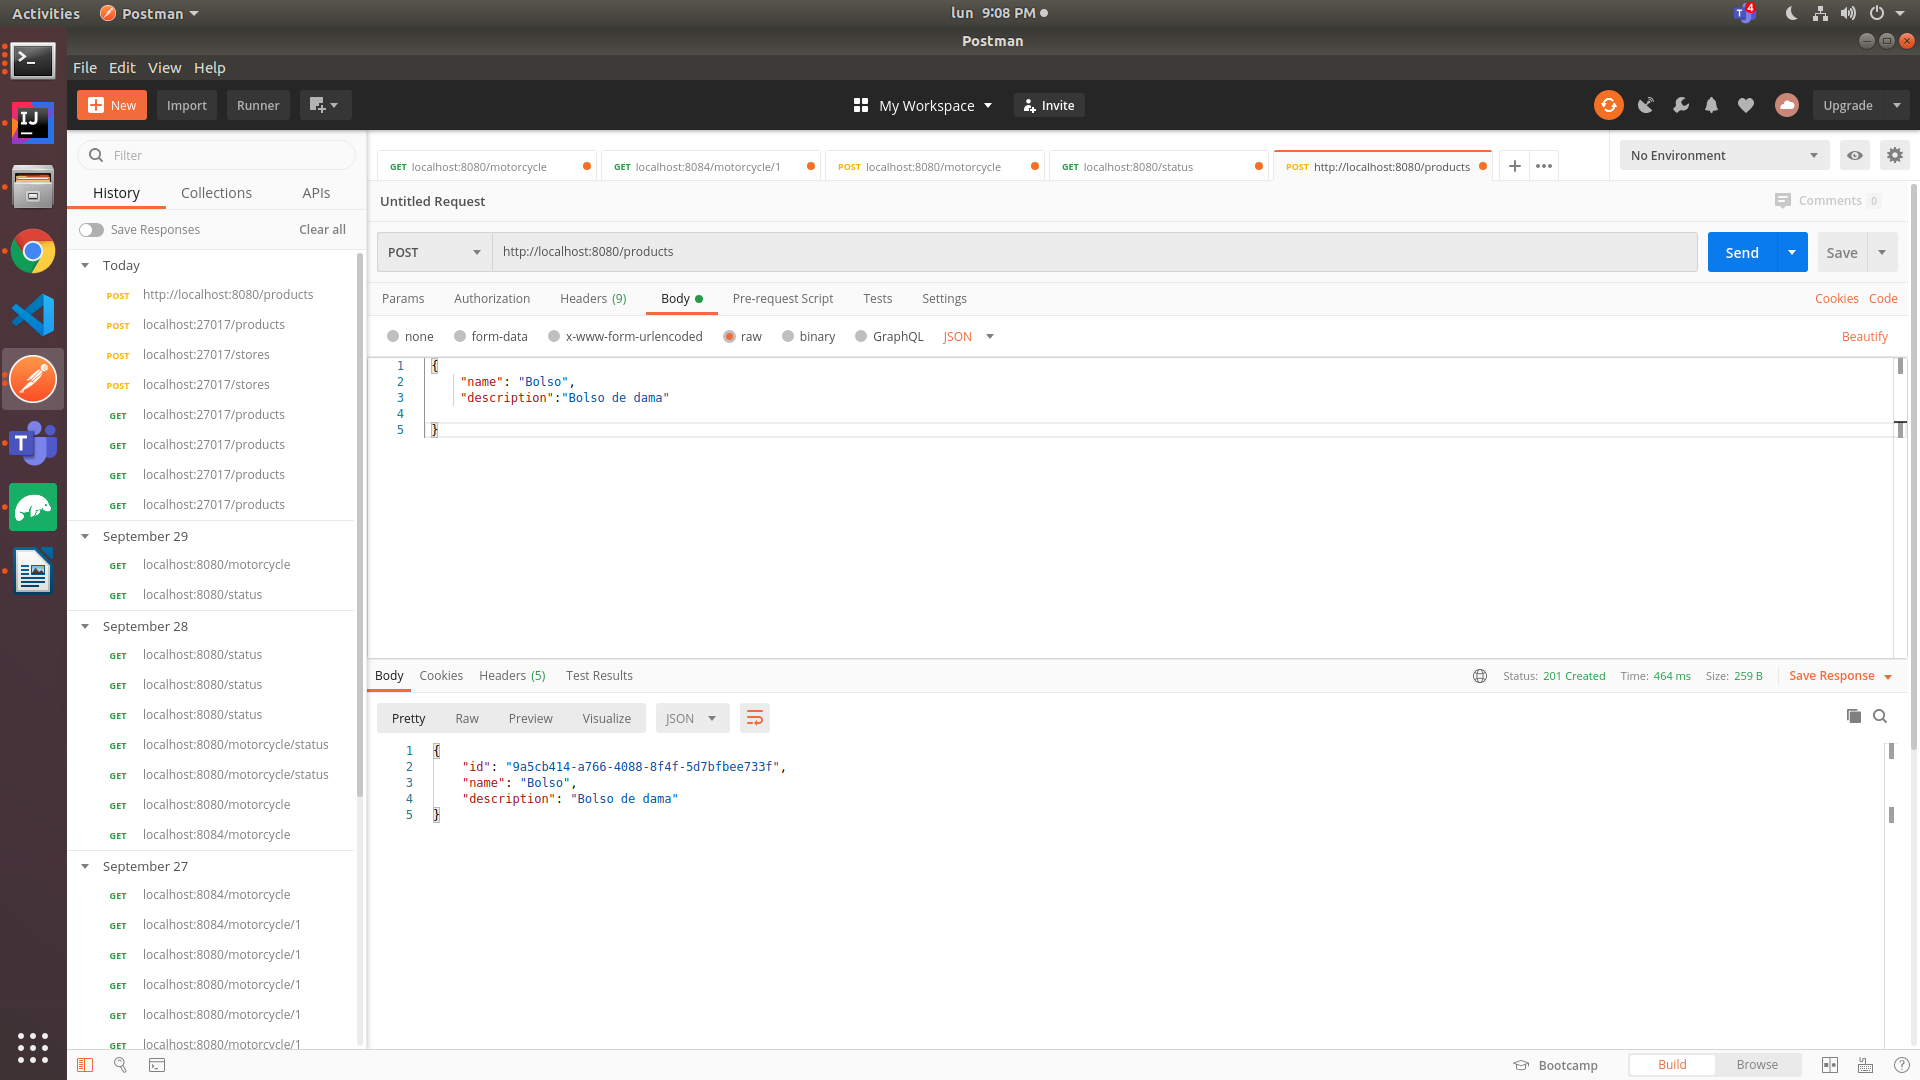 Activities
Postman
lun 9:08 PM
4
Postman
File Edit View Help
New
Import
Runner
My Workspace
Invite
Upgrade
Filter
History
Collections
APIs
Save Responses
Clear all
Today
POST http://localhost:8080/products
POST localhost:27017/products
POST localhost:27017/stores
POST localhost:27017/stores
GET localhost:27017/products
GET localhost:27017/products
GET localhost:27017/products
GET localhost:27017/products
September 29
GET localhost:8080/motorcycle
GET localhost:8080/status
September 28
GET localhost:8080/status
GET localhost:8080/status
GET localhost:8080/status
GET localhost:8080/motorcycle/status
GET localhost:8080/motorcycle/status
GET localhost:8080/motorcycle
GET localhost:8084/motorcycle
September 27
GET localhost:8084/motorcycle
GET localhost:8084/motorcycle/1
GET localhost:8080/motorcycle/1
GET localhost:8080/motorcycle/1
GET localhost:8080/motorcycle/1
GET localhost:8080/motorcycle/1
GET localhost:8080/motorcycle
GET localhost:8084/motorcycle/1
POST localhost:8080/motorcycle
GET localhost:8080/status
POST http://localhost:8080/products
No Environment
Untitled Request
Comments 0
POST
http://localhost:8080/products
Send
Save
Params
Authorization
Headers (9)
Body
Pre-request Script
Tests
Settings
Cookies
Code
none
form-data
x-www-form-urlencoded
raw
binary
GraphQL
JSON
Beautify
1 {
2 "name": "Bolso",
3 "description":"Bolso de dama"
4
5 }
Body
Cookies
Headers (5)
Test Results
Status: 201 Created
Time: 464 ms
Size: 259 B
Save Response
Pretty
Raw
Preview
Visualize
JSON
1 {
2 "id": "9a5cb414-a766-4088-8f4f-5d7bfbee733f",
3 "name": "Bolso",
4 "description": "Bolso de dama"
5 }
Bootcamp
Build
Browse